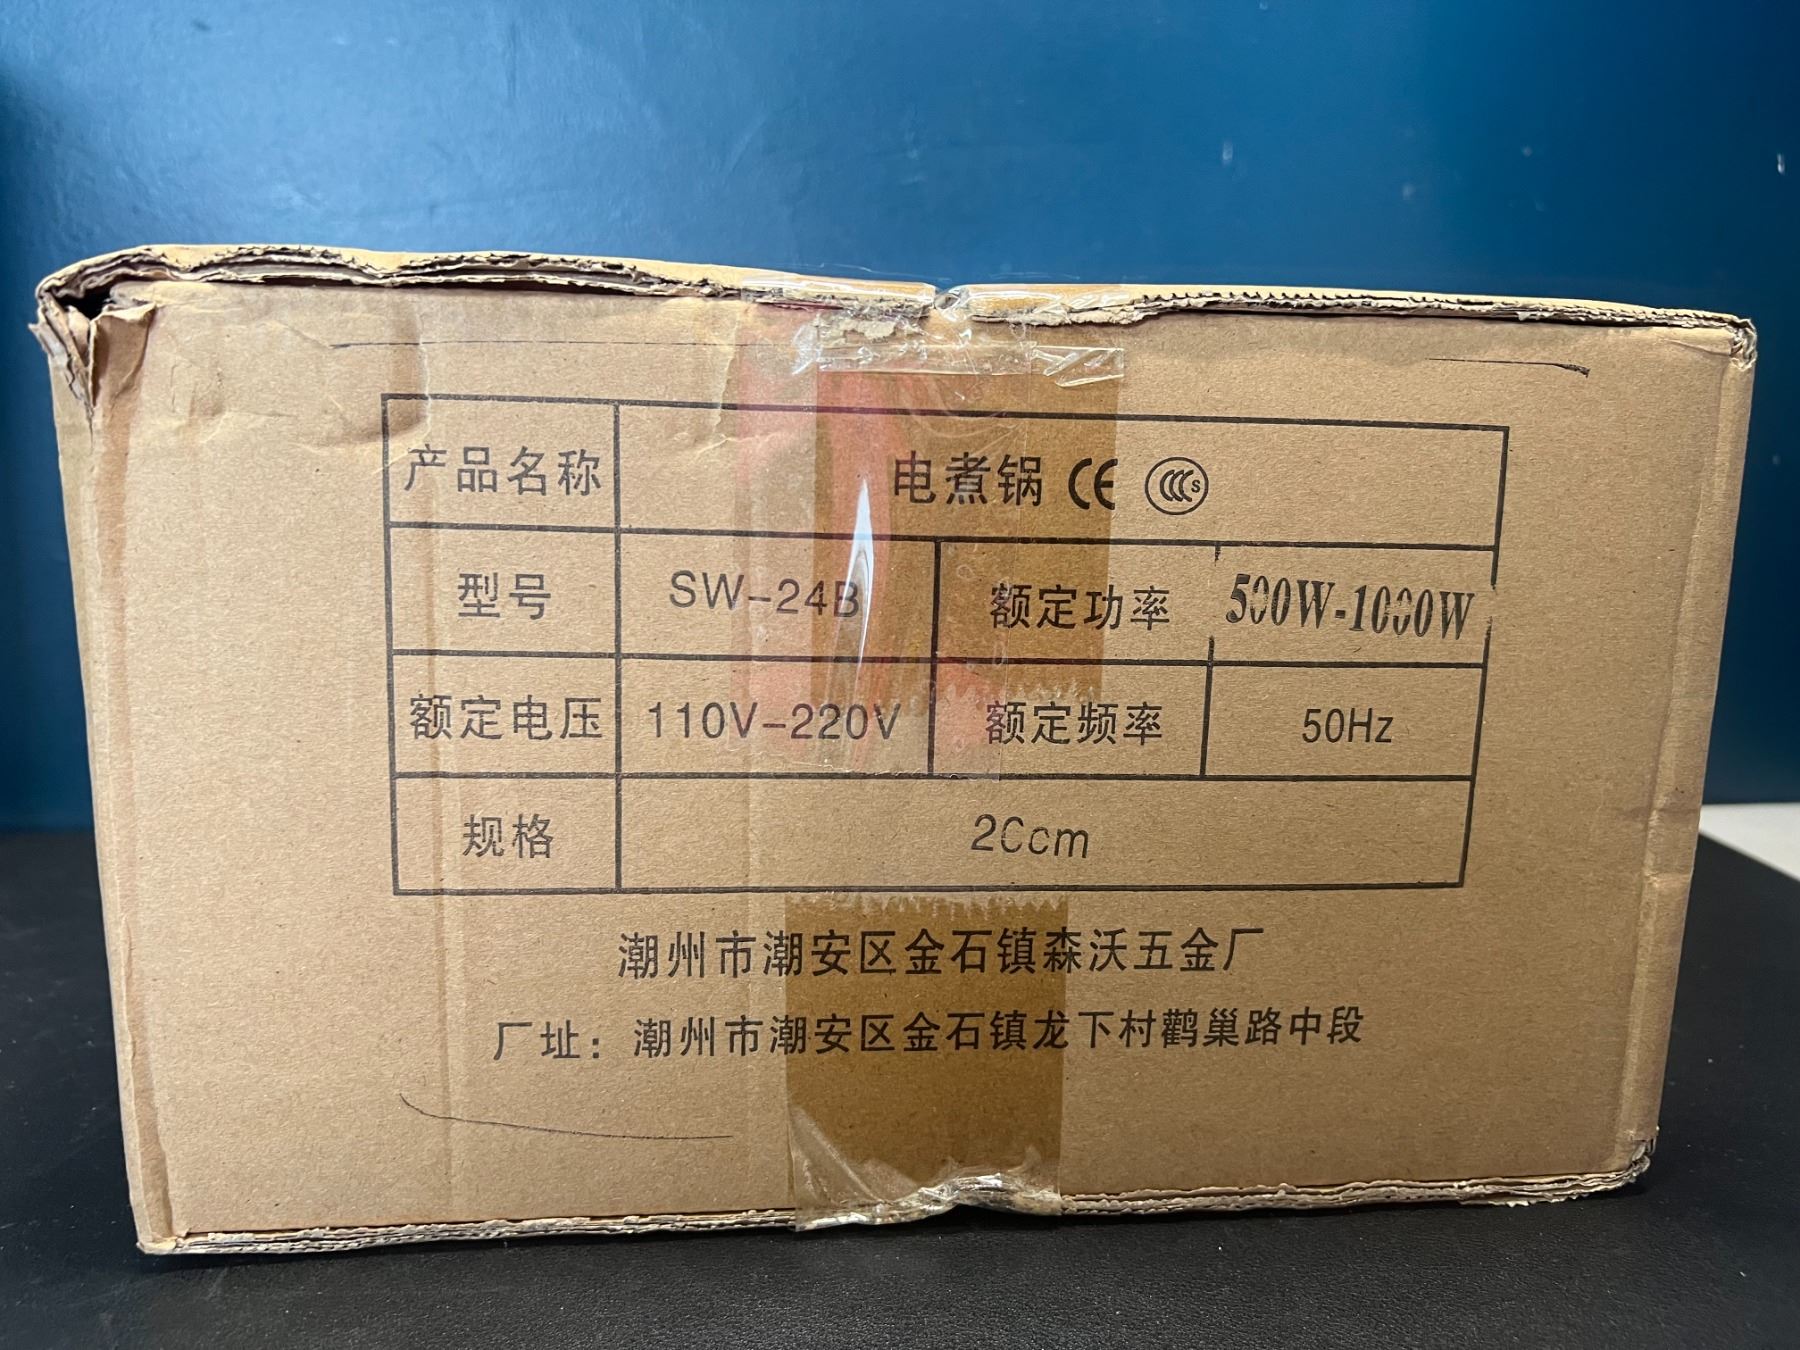 产品名称 电煮锅 CE CCC S
型号 SW-24B 额定功率 500W-1000W
额定电压 110V-220V 额定频率 50Hz
规格 20cm
潮州市潮安区金石镇森沃五金厂
厂址：潮州市潮安区金石镇龙下村鹳巢路中段